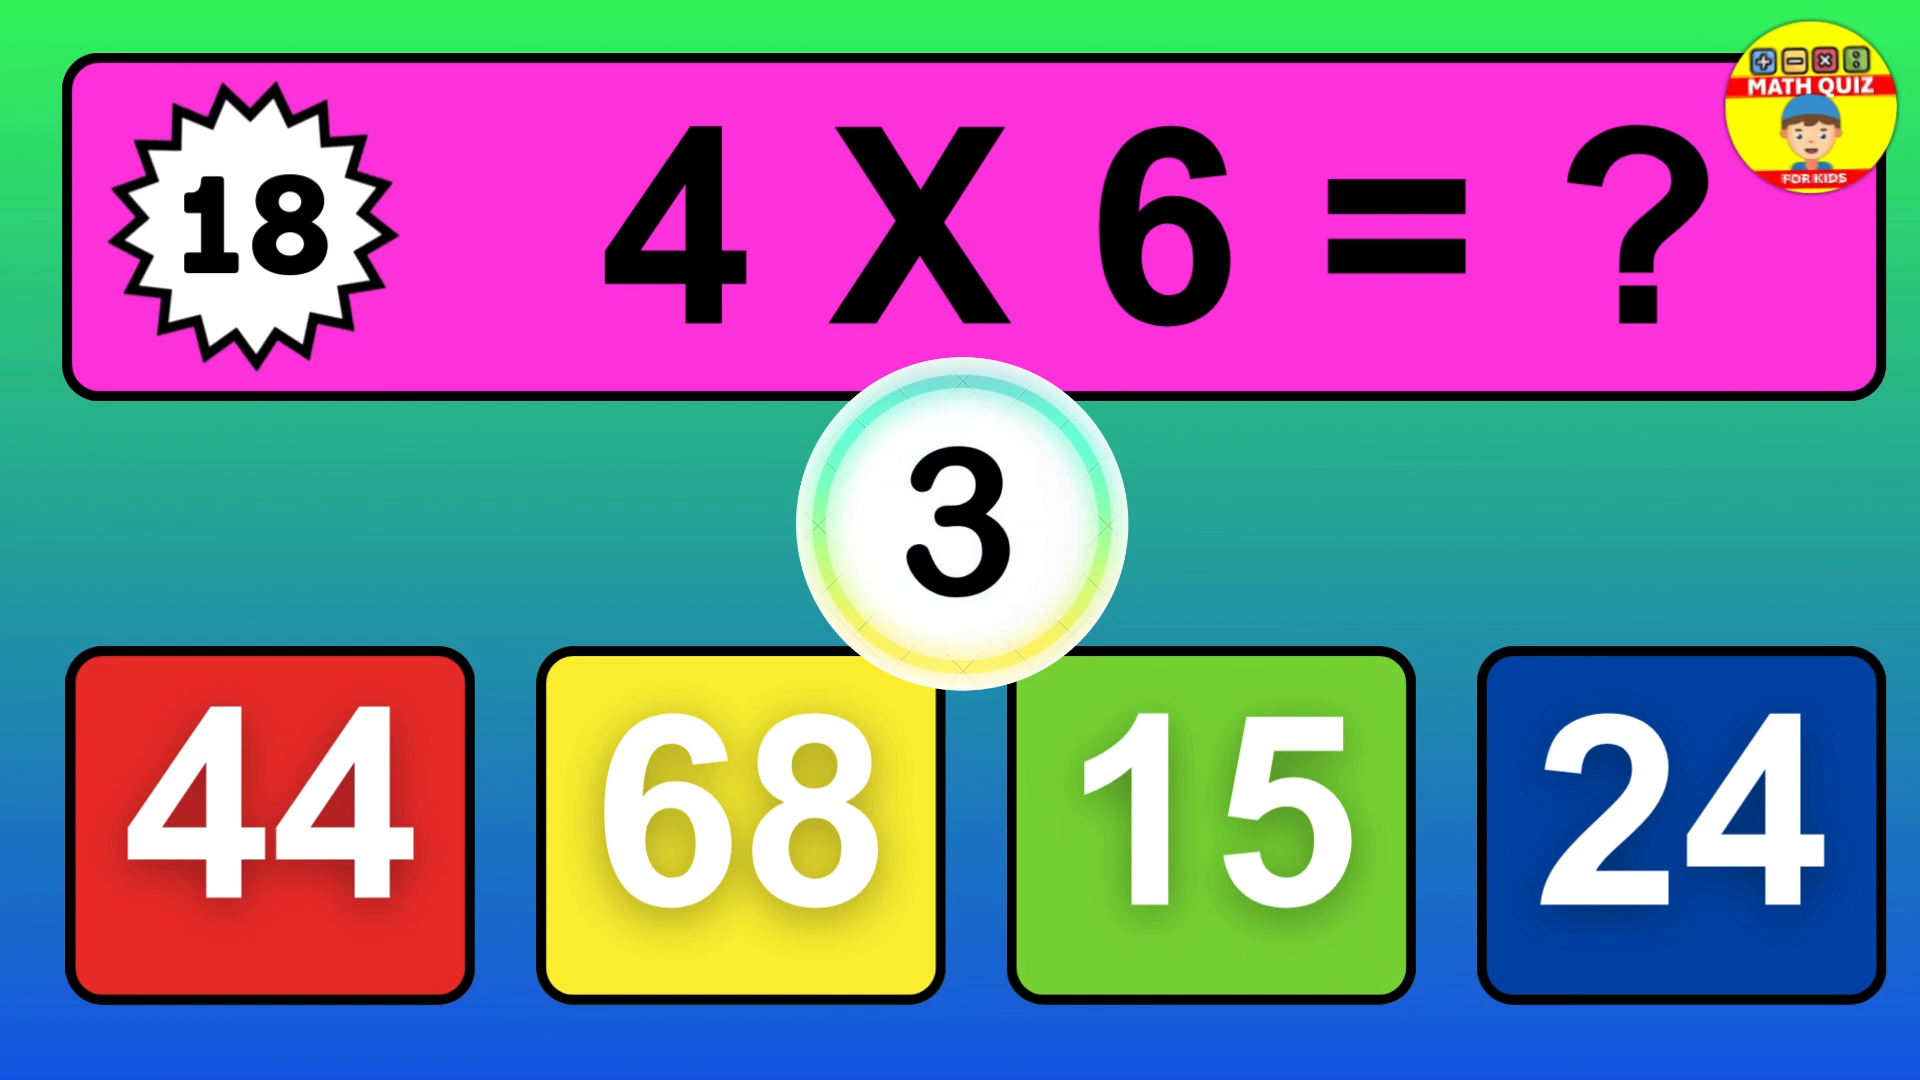 18
4 X 6 = ?
+ − × :
MATH QUIZ
FOR KIDS
3
44
68
15
24